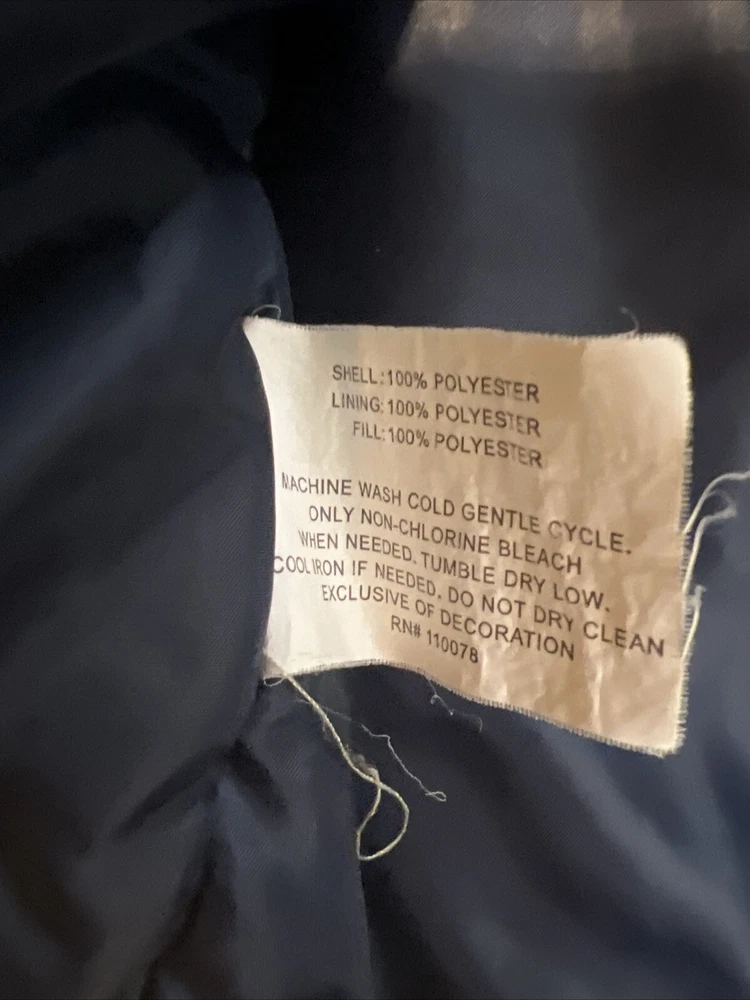 SHELL:100% POLYESTER
LINING:100% POLYESTER
FILL:100% POLYESTER
MACHINE WASH COLD GENTLE CYCLE.
ONLY NON-CHLORINE BLEACH
WHEN NEEDED. TUMBLE DRY LOW.
COOL IRON IF NEEDED. DO NOT DRY CLEAN
EXCLUSIVE OF DECORATION
RN# 110078